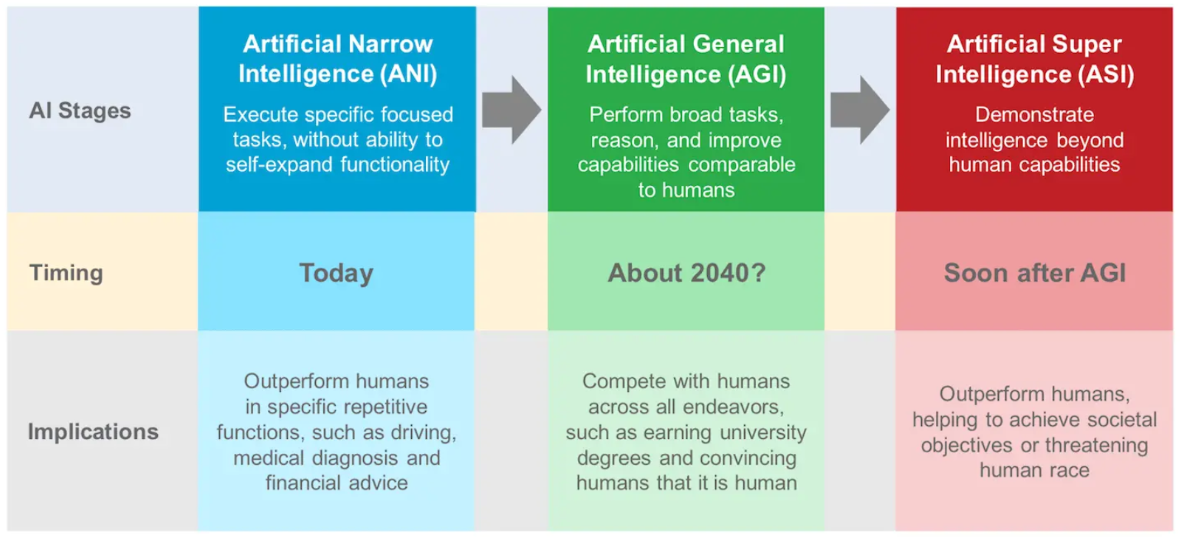 AI Stages
Artificial Narrow
Intelligence (ANI)
Execute specific focused
tasks, without ability to
self-expand functionality
Artificial General
Intelligence (AGI)
Perform broad tasks,
reason, and improve
capabilities comparable
to humans
Artificial Super
Intelligence (ASI)
Demonstrate
intelligence beyond
human capabilities
Timing
Today
About 2040?
Soon after AGI
Implications
Outperform humans
in specific repetitive
functions, such as driving,
medical diagnosis and
financial advice
Compete with humans
across all endeavors,
such as earning university
degrees and convincing
humans that it is human
Outperform humans,
helping to achieve societal
objectives or threatening
human race